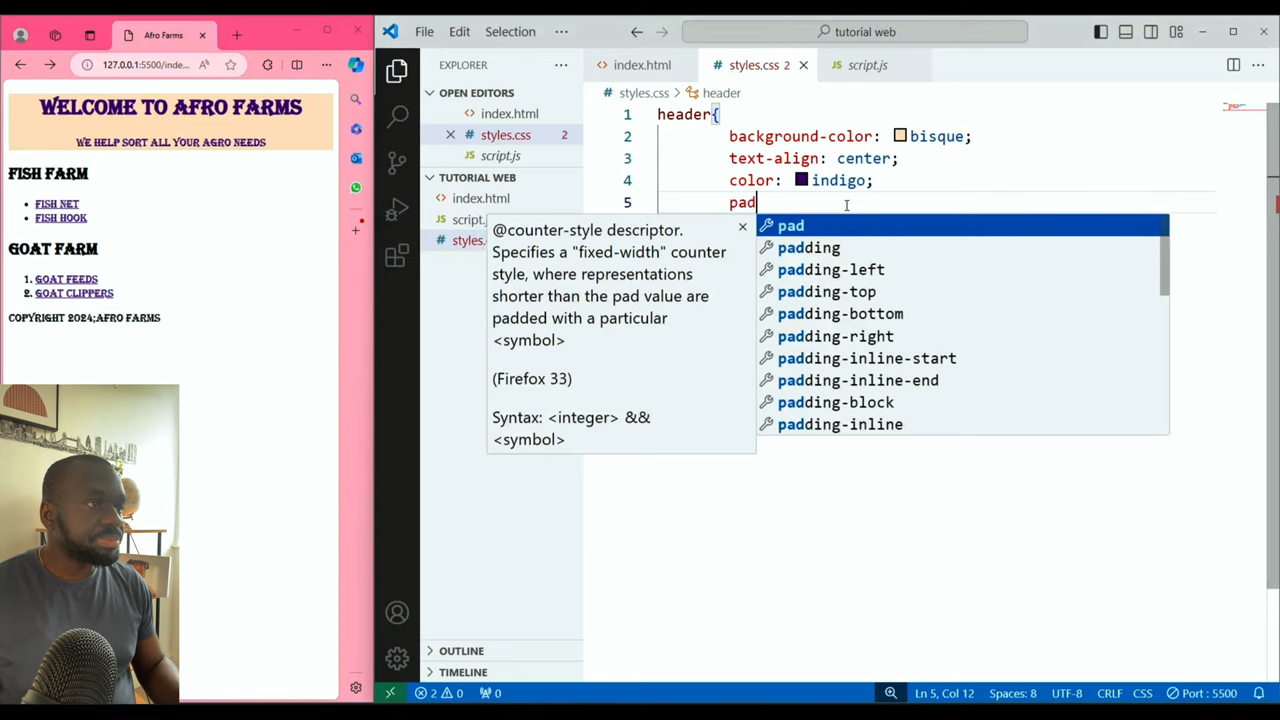 Afro Farms
127.0.0.1:5500/inde...
WELCOME TO AFRO FARMS
WE HELP SORT ALL YOUR AGRO NEEDS
FISH FARM
FISH NET
FISH HOOK
GOAT FARM
1. GOAT FEEDS
2. GOAT CLIPPERS
COPYRIGHT 2024;AFRO FARMS
File Edit Selection ...
tutorial web
EXPLORER
OPEN EDITORS
index.html
styles.css 2
script.js
TUTORIAL WEB
index.html
script.
styles.
OUTLINE
TIMELINE
index.html
styles.css 2
script.js
styles.css > header
1 header{
2 background-color: bisque;
3 text-align: center;
4 color: indigo;
5 pad
@counter-style descriptor.
Specifies a "fixed-width" counter
style, where representations
shorter than the pad value are
padded with a particular
<symbol>
(Firefox 33)
Syntax: <integer> &&
<symbol>
pad
padding
padding-left
padding-top
padding-bottom
padding-right
padding-inline-start
padding-inline-end
padding-block
padding-inline
2 0 0
Ln 5, Col 12 Spaces: 8 UTF-8 CRLF CSS Port : 5500